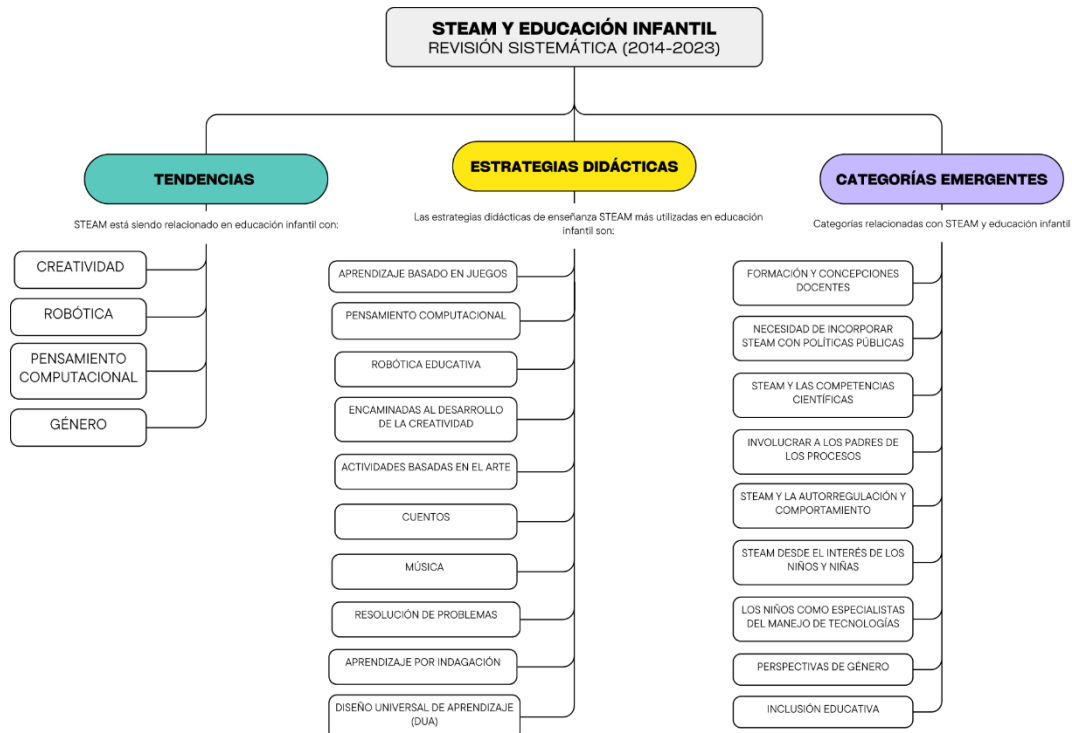 STEAM Y EDUCACIÓN INFANTIL
REVISIÓN SISTEMÁTICA (2014-2023)
TENDENCIAS
STEAM está siendo relacionado en educación infantil con:
CREATIVIDAD
ROBÓTICA
PENSAMIENTO
COMPUTACIONAL
GÉNERO
ESTRATEGIAS DIDÁCTICAS
Las estrategias didácticas de enseñanza STEAM más utilizadas en educación
infantil son:
APRENDIZAJE BASADO EN JUEGOS
PENSAMIENTO COMPUTACIONAL
ROBÓTICA EDUCATIVA
ENCAMINADAS AL DESARROLLO
DE LA CREATIVIDAD
ACTIVIDADES BASADAS EN EL ARTE
CUENTOS
MÚSICA
RESOLUCIÓN DE PROBLEMAS
APRENDIZAJE POR INDAGACIÓN
DISEÑO UNIVERSAL DE APRENDIZAJE
(DUA)
CATEGORÍAS EMERGENTES
Categorías relacionadas con STEAM y educación infantil
FORMACIÓN Y CONCEPCIONES
DOCENTES
NECESIDAD DE INCORPORAR
STEAM CON POLÍTICAS PÚBLICAS
STEAM Y LAS COMPETENCIAS
CIENTÍFICAS
INVOLUCRAR A LOS PADRES DE
LOS PROCESOS
STEAM Y LA AUTORREGULACIÓN Y
COMPORTAMIENTO
STEAM DESDE EL INTERÉS DE LOS
NIÑOS Y NIÑAS
LOS NIÑOS COMO ESPECIALISTAS
DEL MANEJO DE TECNOLOGÍAS
PERSPECTIVAS DE GÉNERO
INCLUSIÓN EDUCATIVA